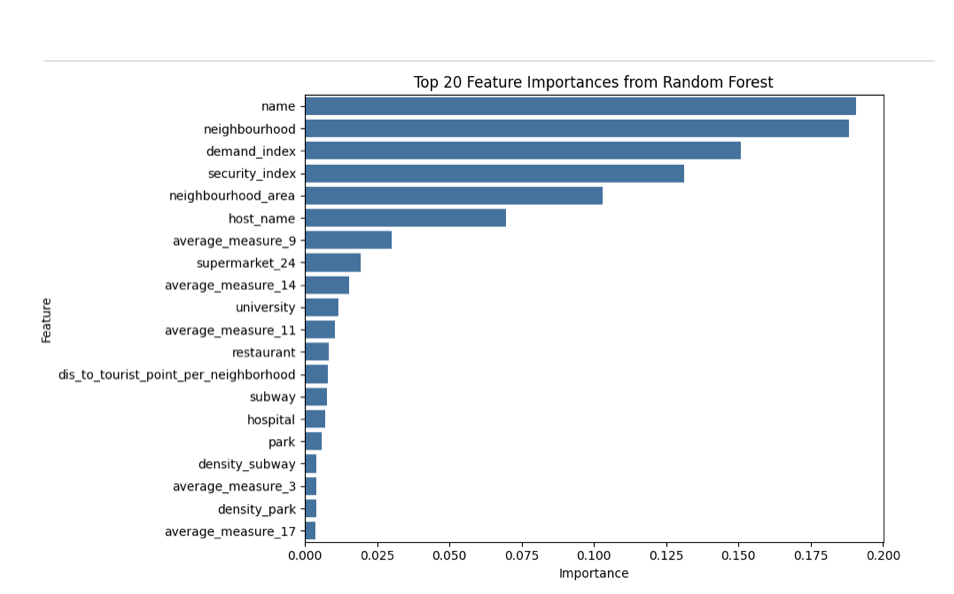 Top 20 Feature Importances from Random Forest
name
neighbourhood
demand_index
security_index
neighbourhood_area
host_name
average_measure_9
supermarket_24
average_measure_14
university
average_measure_11
restaurant
dis_to_tourist_point_per_neighborhood
subway
hospital
park
density_subway
average_measure_3
density_park
average_measure_17
Feature
0.000 0.025 0.050 0.075 0.100 0.125 0.150 0.175 0.200
Importance